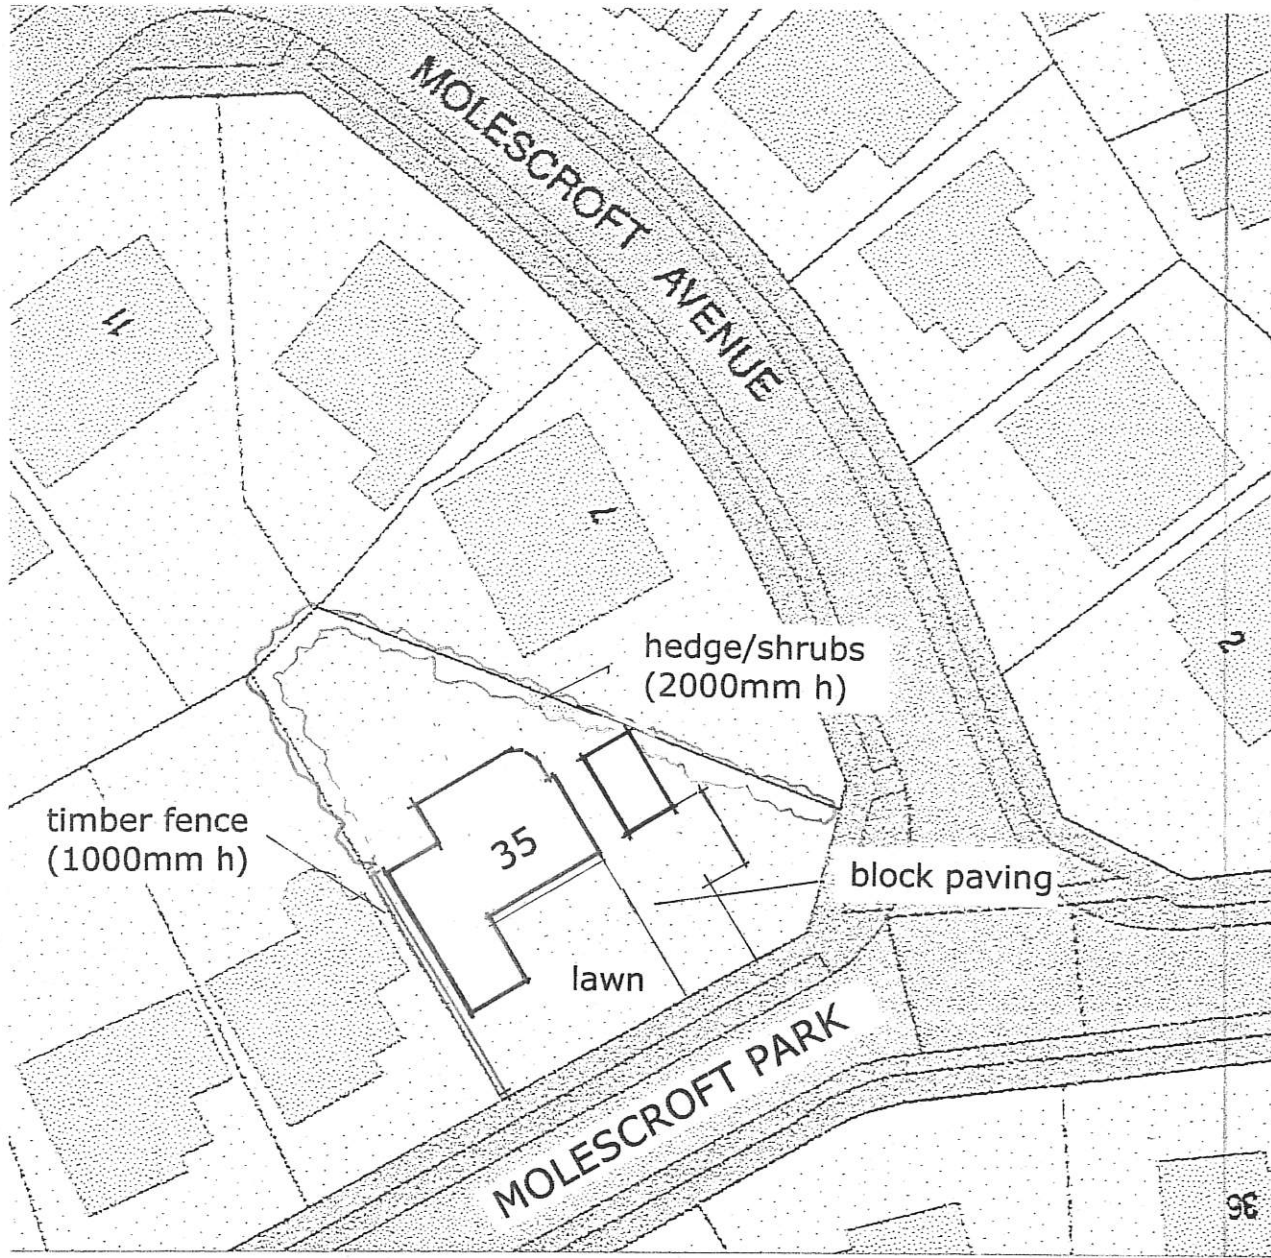 MOLESCROFT AVENUE
11
7
hedge/shrubs
(2000mm h)
2
timber fence
(1000mm h)
35
block paving
lawn
MOLESCROFT PARK
36